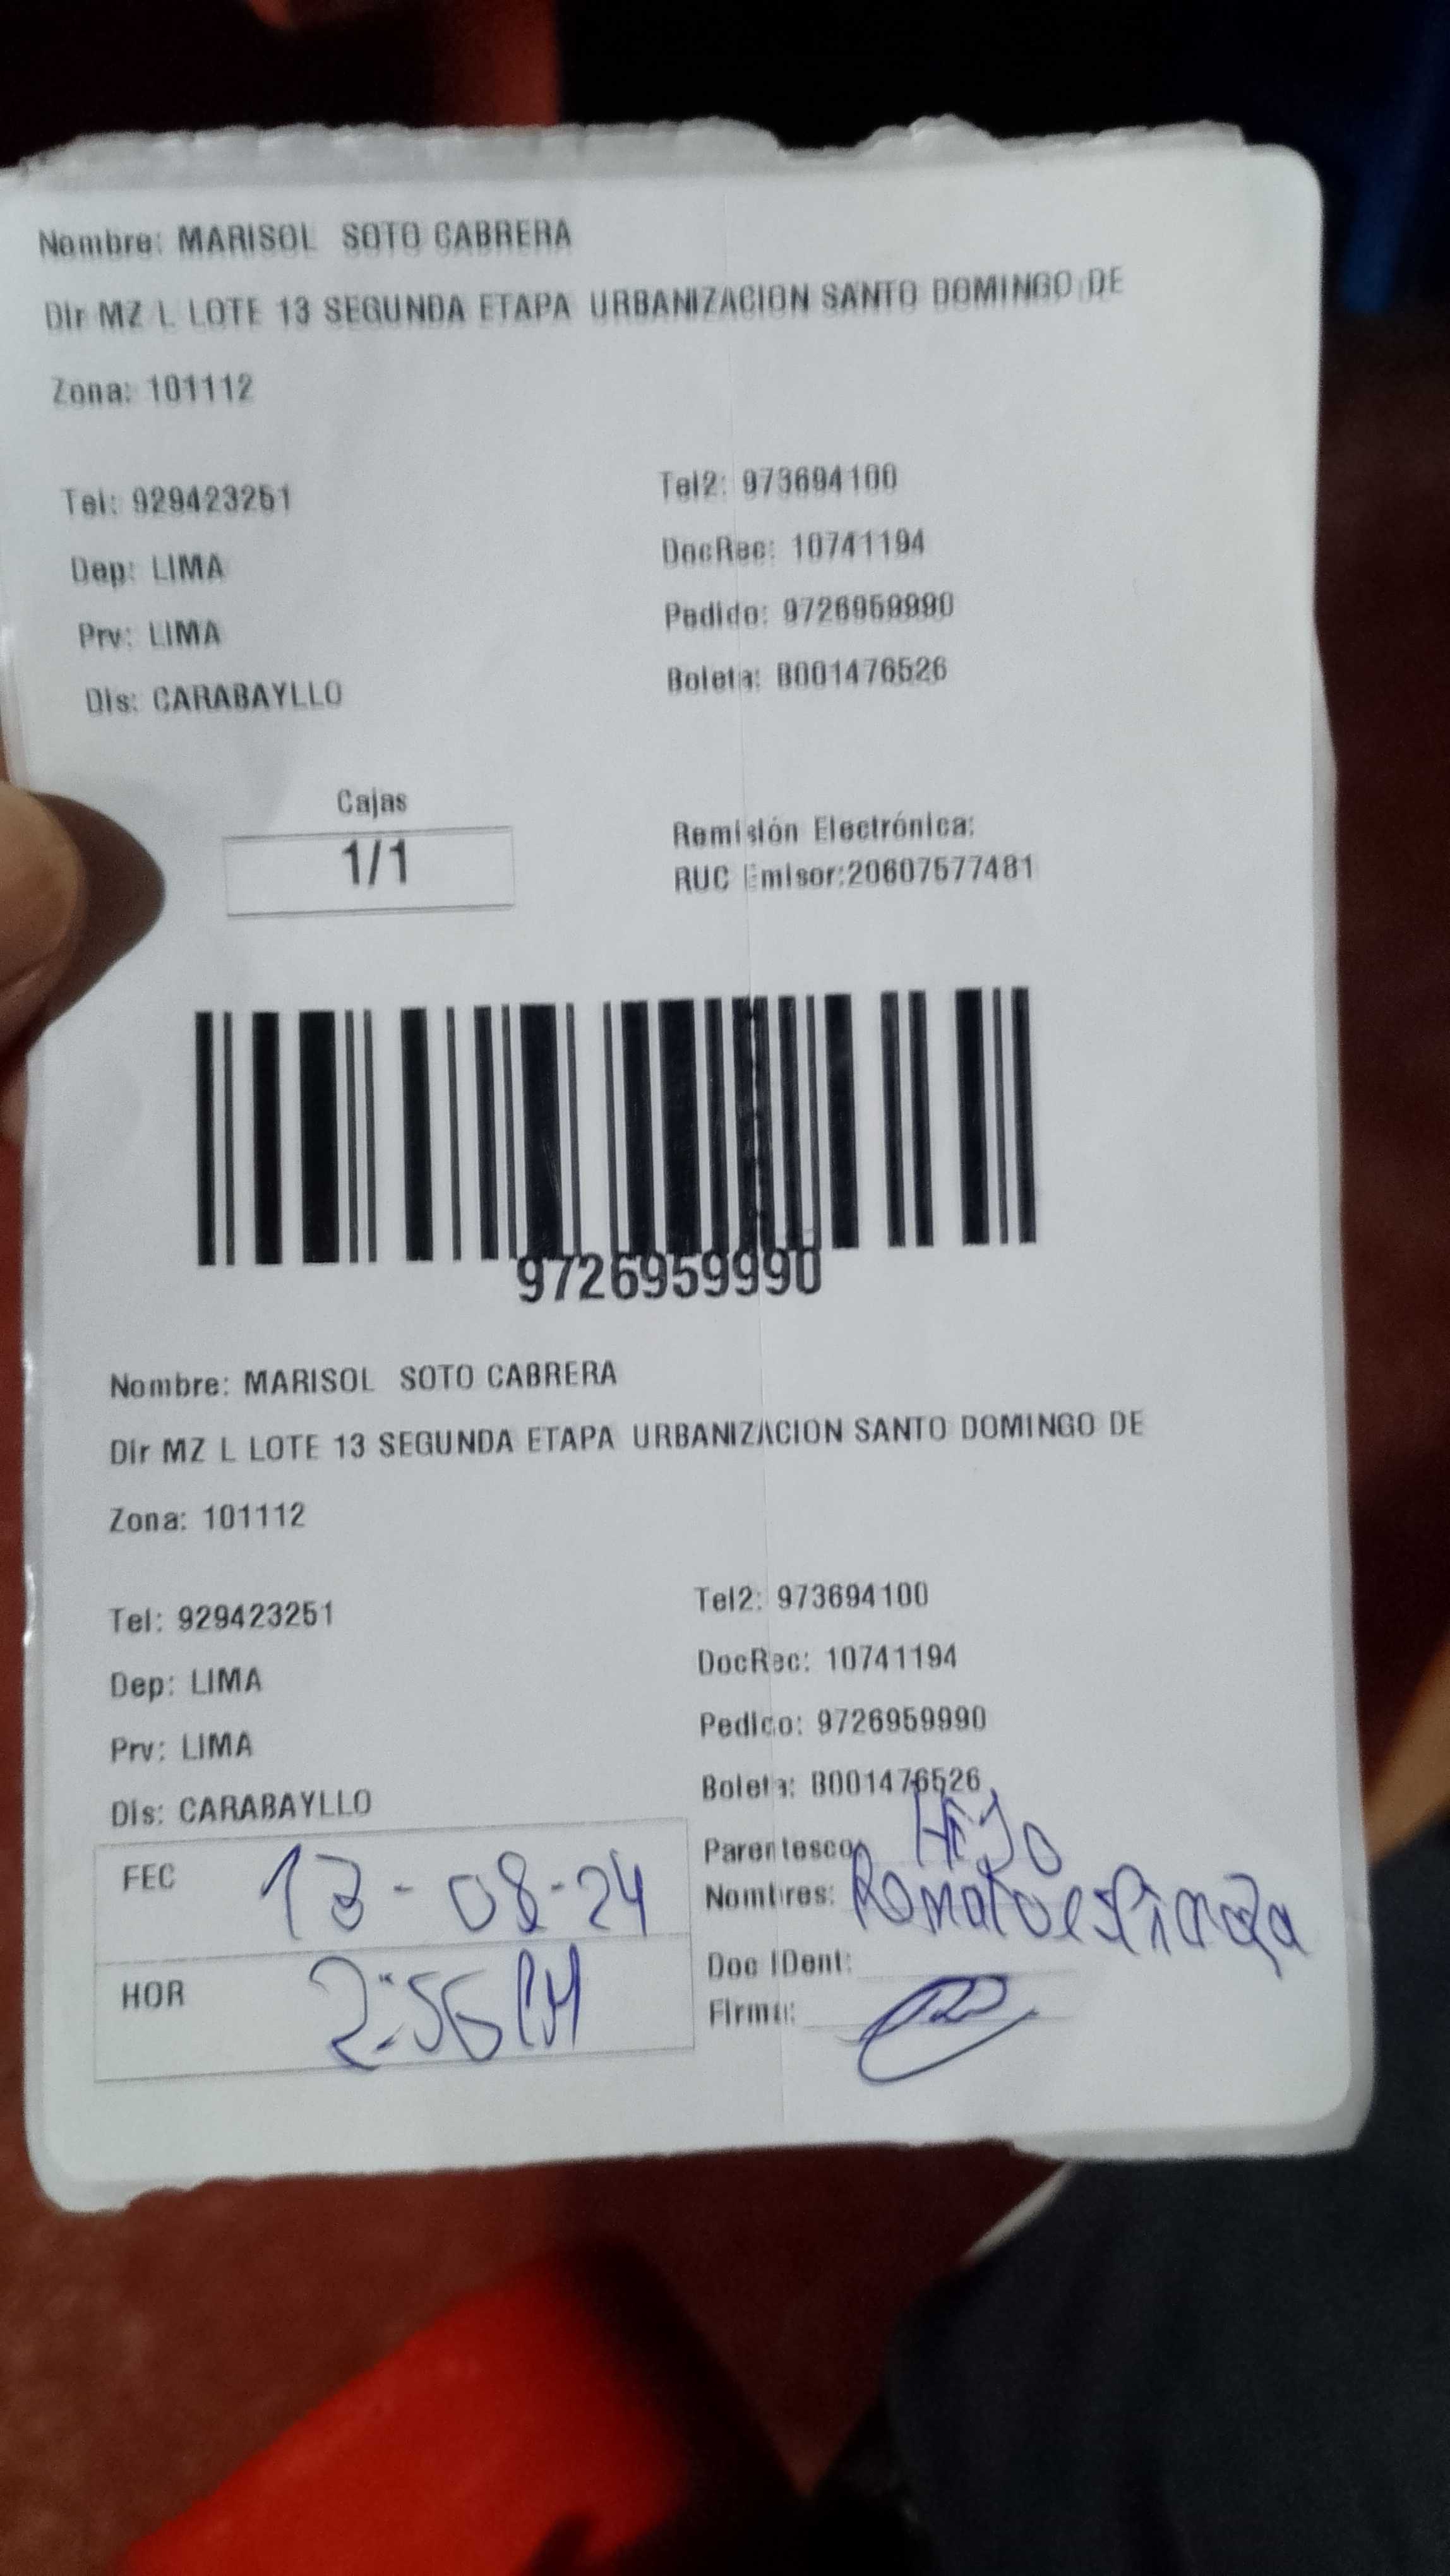 Nombre: MARISOL SOTO CABRERA
Dir MZ L LOTE 13 SEGUNDA ETAPA URBANIZACION SANTO DOMINGO DE
Zona: 101112
Tel: 929423251 Tel2: 973694100
Dep: LIMA DocRec: 10741194
Prv: LIMA Pedido: 9726959990
Dis: CARABAYLLO Boleta: B001476526
Cajas
1/1
Remisión Electrónica:
RUC Emisor:20607577481
9726959990
Nombre: MARISOL SOTO CABRERA
Dir MZ L LOTE 13 SEGUNDA ETAPA URBANIZACION SANTO DOMINGO DE
Zona: 101112
Tel: 929423251 Tel2: 973694100
Dep: LIMA DocRec: 10741194
Prv: LIMA Pedido: 9726959990
Dis: CARABAYLLO Boleta: B001476526
FEC 13-08-24 Parentesco: Hijo
Nombres:
HOR 2:56 PM Doc IDent:
Firma: